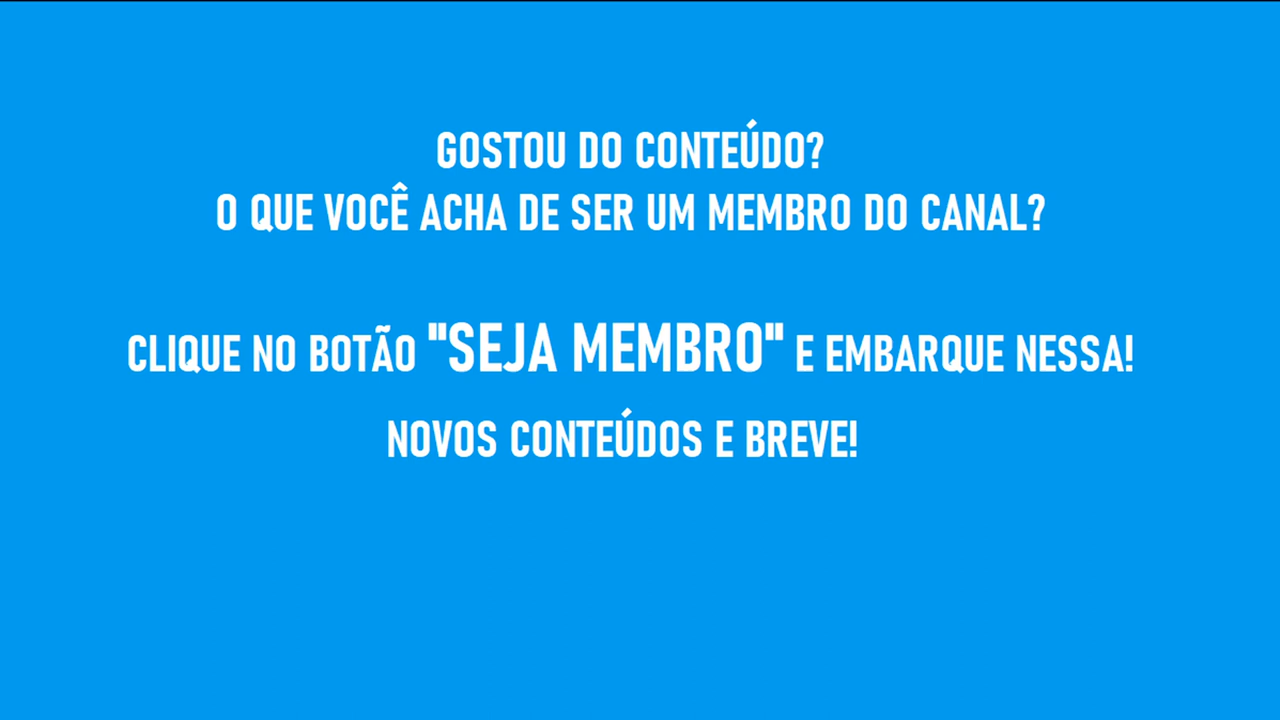 GOSTOU DO CONTEÚDO?
O QUE VOCÊ ACHA DE SER UM MEMBRO DO CANAL?
CLIQUE NO BOTÃO "SEJA MEMBRO" E EMBARQUE NESSA!
NOVOS CONTEÚDOS E BREVE!